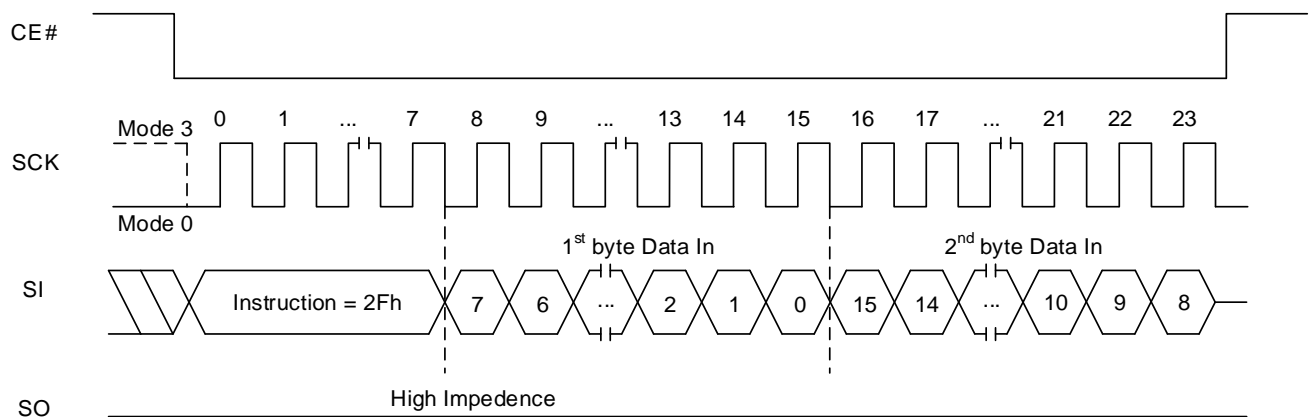 CE#
0 1 ... 7 8 9 ... 13 14 15 16 17 ... 21 22 23
Mode 3
SCK
Mode 0
1st byte Data In 2nd byte Data In
SI Instruction = 2Fh 7 6 ... 2 1 0 15 14 ... 10 9 8
High Impedence
SO